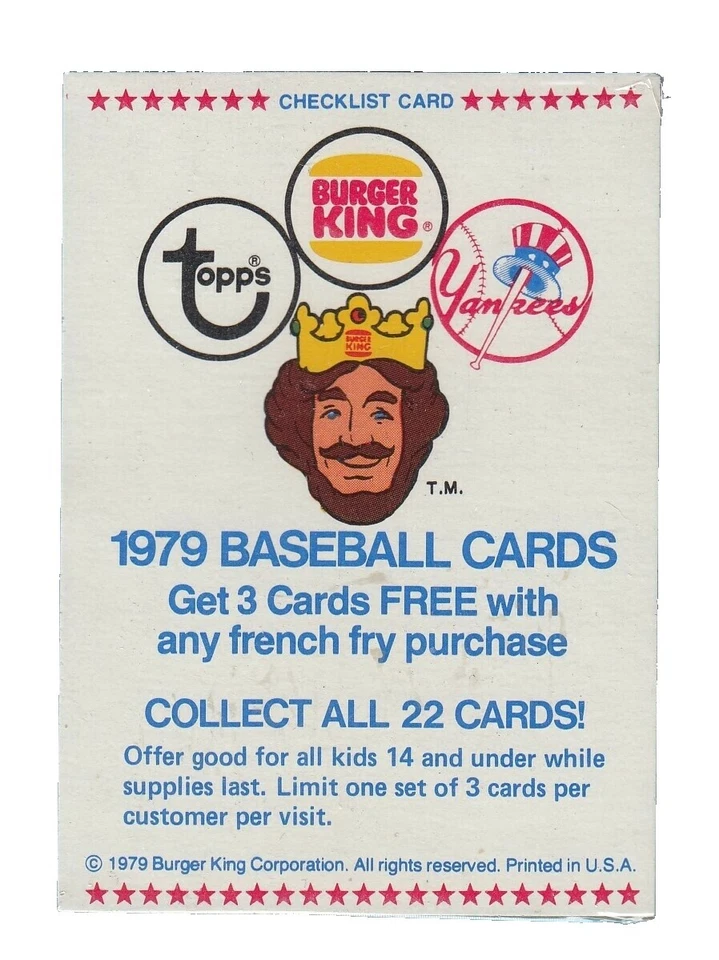 CHECKLIST CARD
BURGER
KING®
topps®
Yankees
BURGER
KING
T.M.
1979 BASEBALL CARDS
Get 3 Cards FREE with
any french fry purchase
COLLECT ALL 22 CARDS!
Offer good for all kids 14 and under while
supplies last. Limit one set of 3 cards per
customer per visit.
© 1979 Burger King Corporation. All rights reserved. Printed in U.S.A.